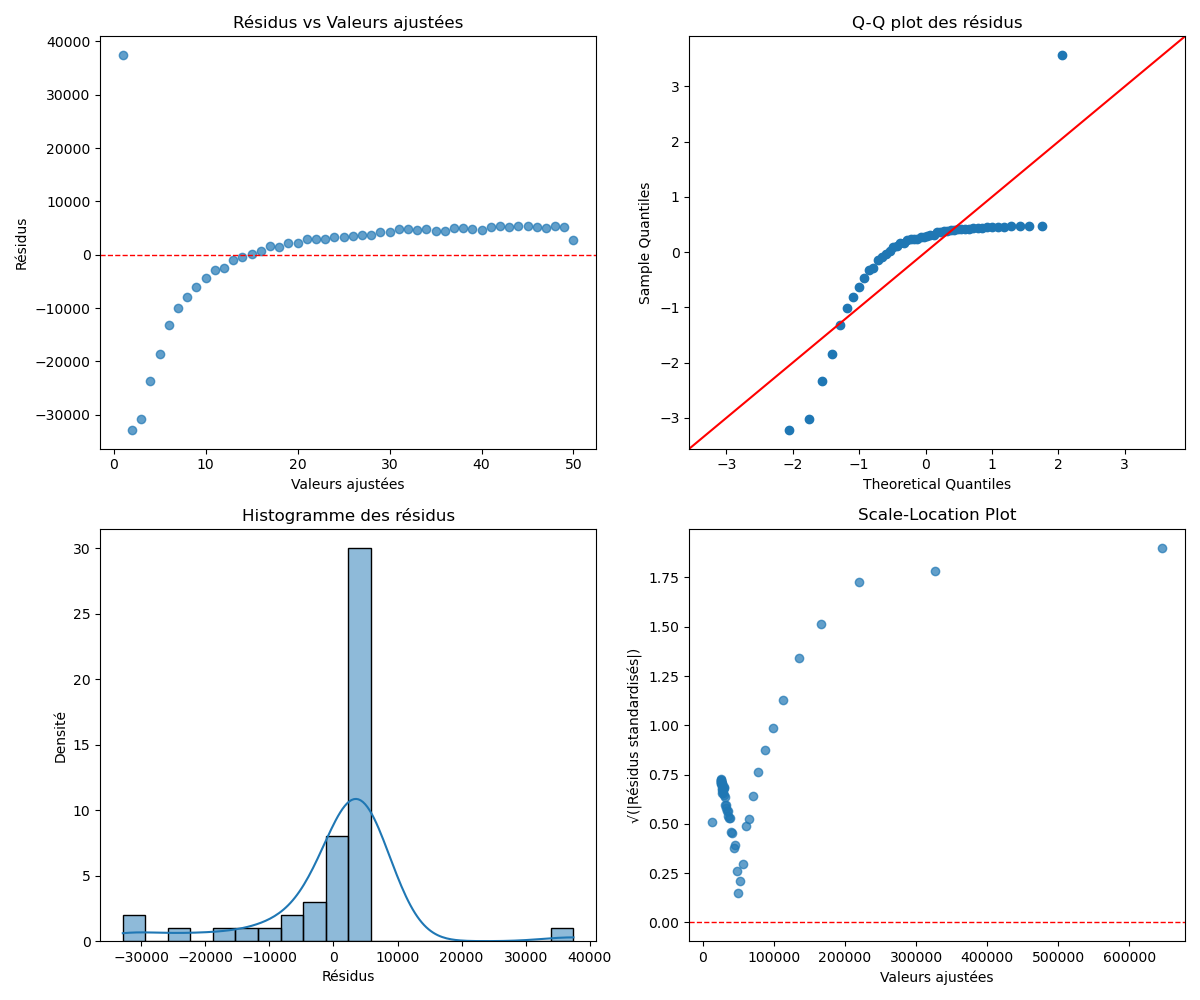 Résidus vs Valeurs ajustées
40000
30000
20000
10000
0
−10000
−20000
−30000
Résidus
0 10 20 30 40 50
Valeurs ajustées
Q-Q plot des résidus
3
2
1
0
−1
−2
−3
Sample Quantiles
−3 −2 −1 0 1 2 3
Theoretical Quantiles
Histogramme des résidus
30
25
20
15
10
5
0
Densité
−30000 −20000 −10000 0 10000 20000 30000 40000
Résidus
Scale-Location Plot
1.75
1.50
1.25
1.00
0.75
0.50
0.25
0.00
√(|Résidus standardisés|)
0 100000 200000 300000 400000 500000 600000
Valeurs ajustées